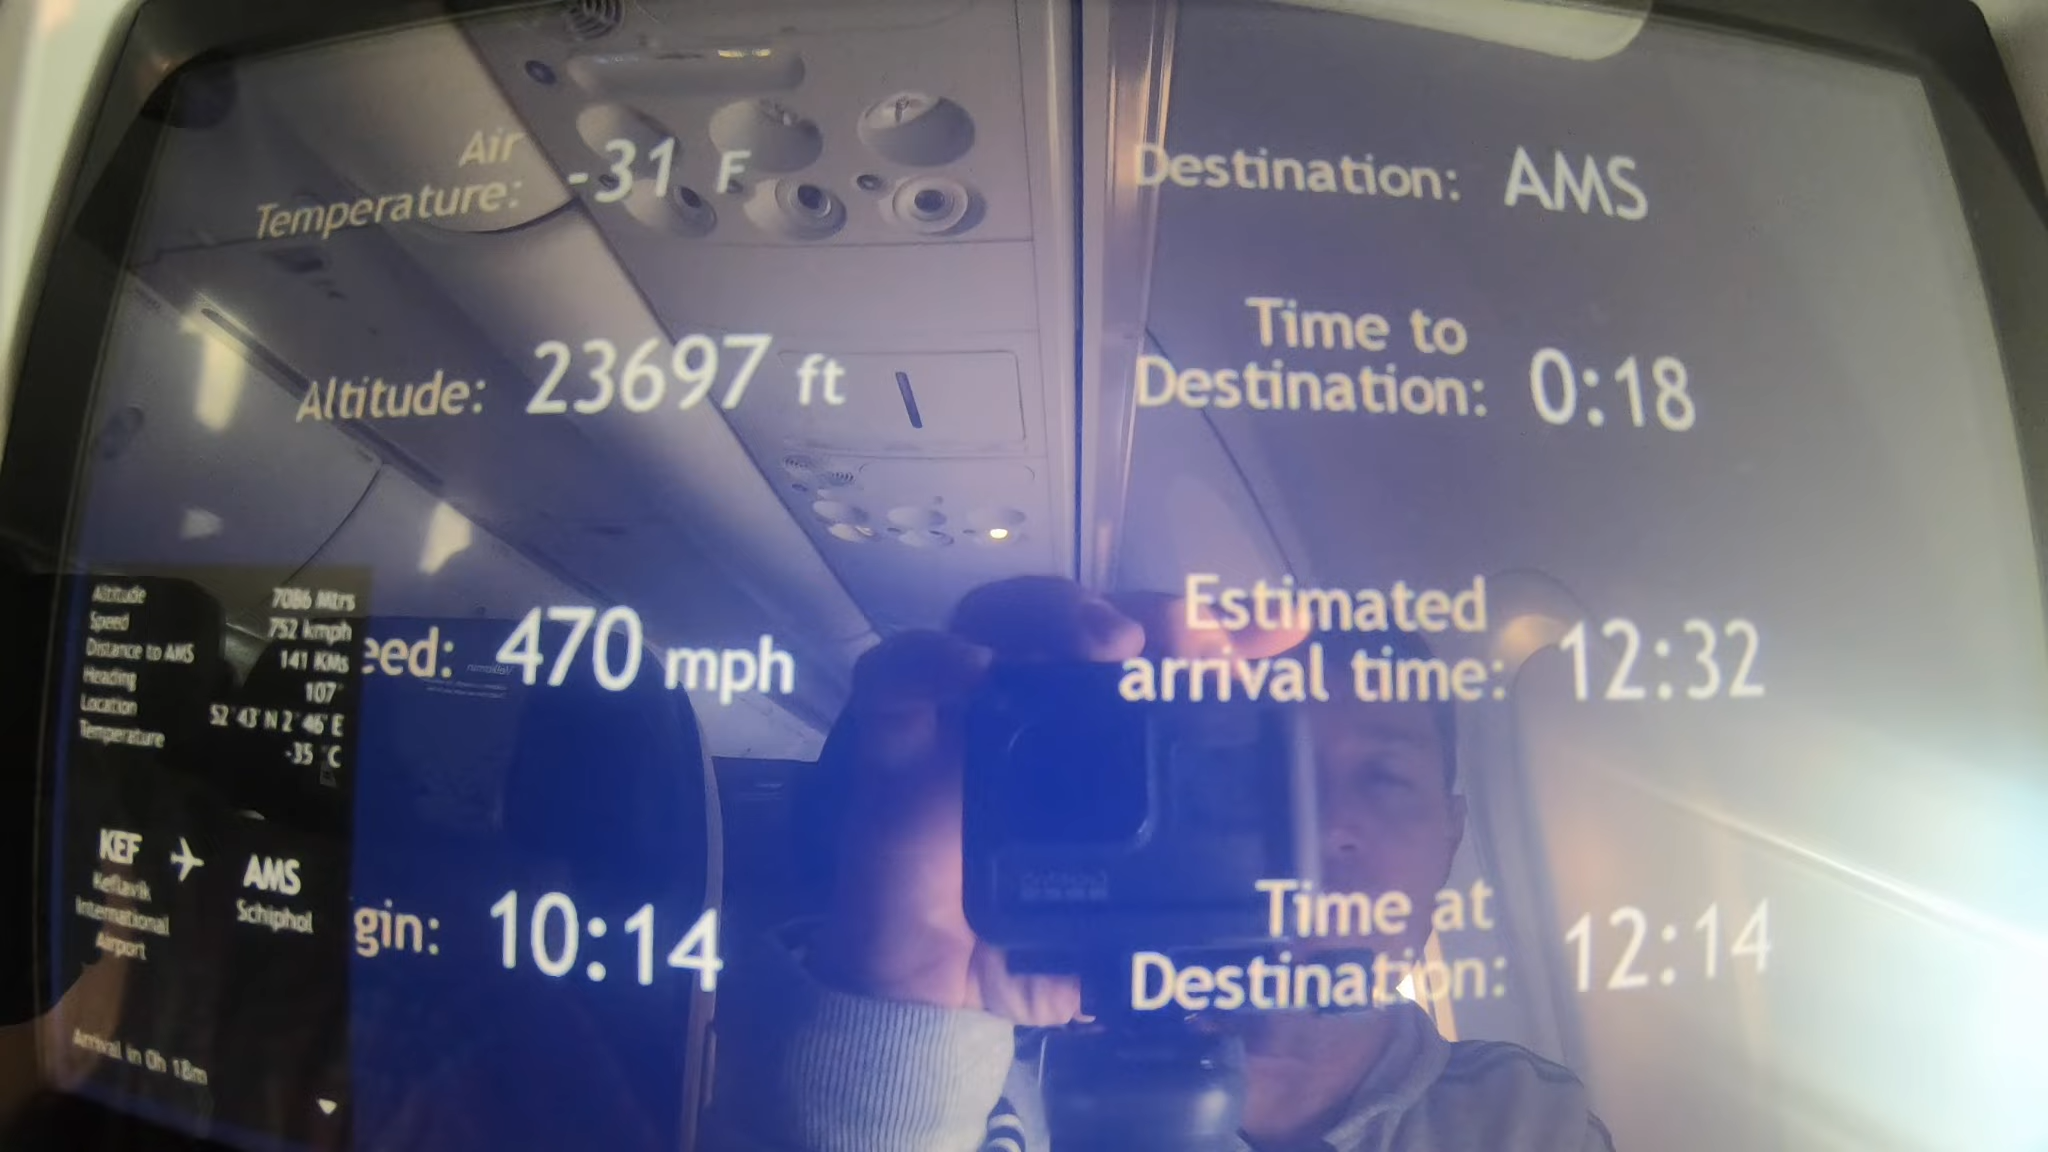 Air
Temperature: -31 F
Altitude: 23697 ft
eed: 470 mph
gin: 10:14
Destination: AMS
Time to
Destination: 0:18
Estimated
arrival time: 12:32
Time at
Destination: 12:14
Altitude 7086 Mtrs
Speed 752 kmph
Distance to AMS 141 KMs
Heading 107°
Location 52°43' N 2°46' E
Temperature -35 °C
KEF AMS
Keflavik Schiphol
International
Airport
Arrival in 0h 18m